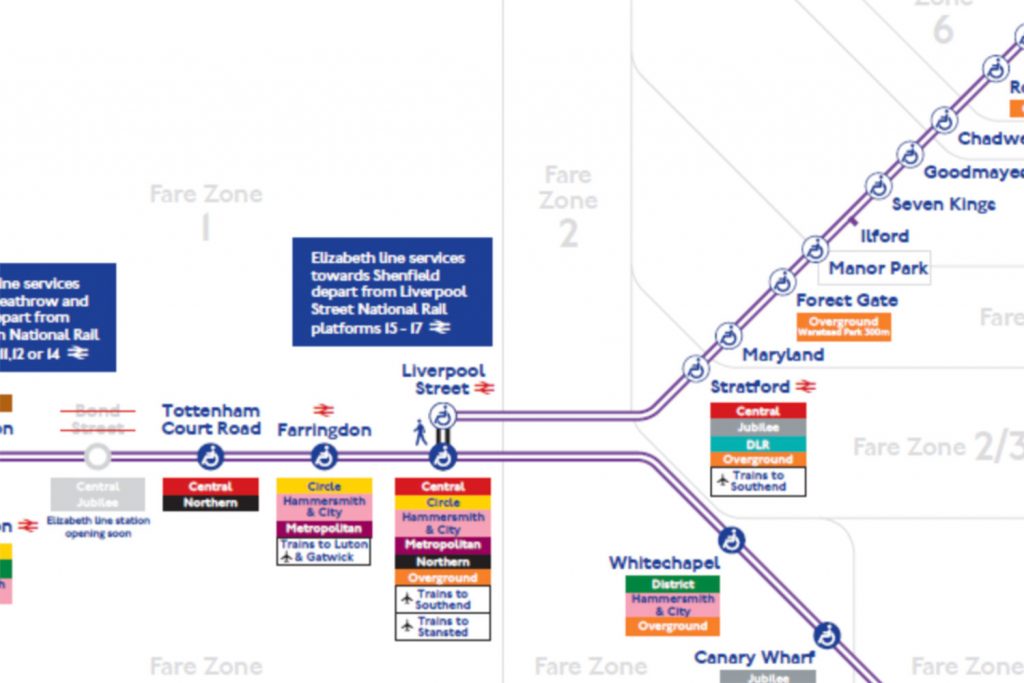 Zone
6
Fare Zone
1
Fare
Zone
2
ine services
eathrow and
part from
n National Rail
11,12 or 14
Elizabeth line services
towards Shenfield
depart from Liverpool
Street National Rail
platforms 15 - 17
Chadwe
Goodmayes
Seven Kings
Ilford
Manor Park
Forest Gate
Overground
Wanstead Park 300m
Maryland
Stratford
Central
Jubilee
DLR
Overground
Trains to
Southend
Fare
Fare Zone 2/3
Liverpool
Street
Bond
Street
Tottenham
Court Road
Farringdon
Central
Jubilee
Elizabeth line station
opening soon
Central
Northern
Circle
Hammersmith
& City
Metropolitan
Trains to Luton
& Gatwick
Central
Circle
Hammersmith
& City
Metropolitan
Northern
Overground
Trains to
Southend
Trains to
Stansted
Whitechapel
District
Hammersmith
& City
Overground
Canary Wharf
Jubilee
Fare Zone
Fare Zone
Fare Zone